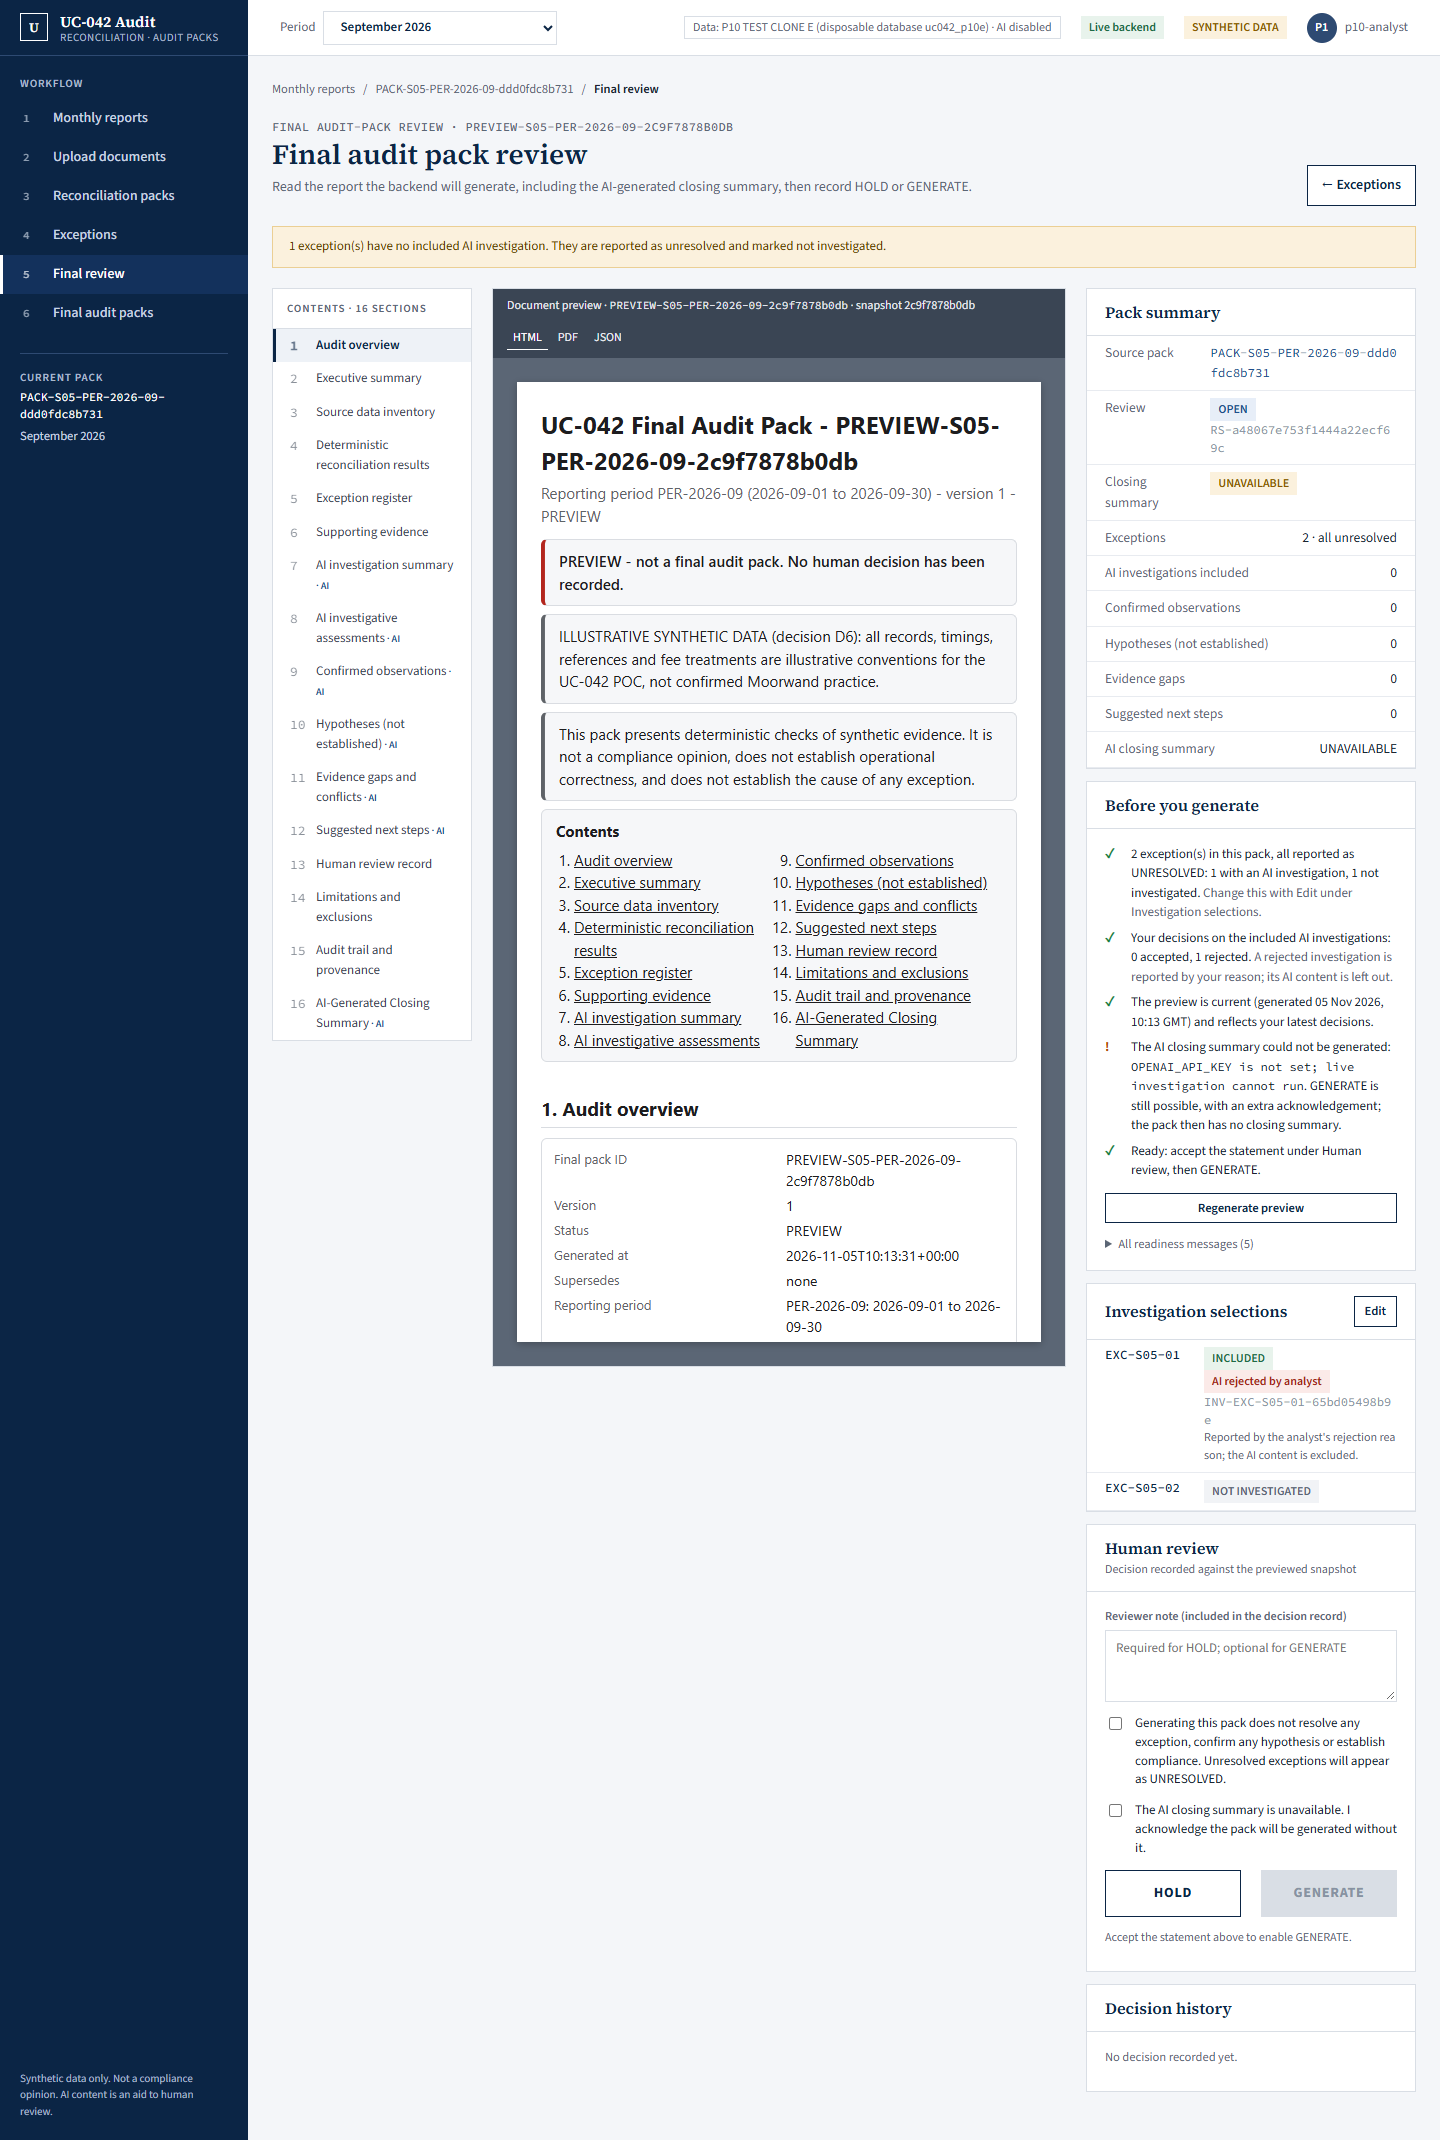 U
UC-042 Audit
RECONCILIATION · AUDIT PACKS
WORKFLOW
1 Monthly reports
2 Upload documents
3 Reconciliation packs
4 Exceptions
5 Final review
6 Final audit packs
CURRENT PACK
PACK-S05-PER-2026-09-
ddd0fdc8b731
September 2026
Synthetic data only. Not a compliance
opinion. AI content is an aid to human
review.
Period September 2026
Data: P10 TEST CLONE E (disposable database uc042_p10e) · AI disabled
Live backend
SYNTHETIC DATA
P1 p10-analyst
Monthly reports / PACK-S05-PER-2026-09-ddd0fdc8b731 / Final review
FINAL AUDIT-PACK REVIEW · PREVIEW-S05-PER-2026-09-2C9F7878B0DB
Final audit pack review
Read the report the backend will generate, including the AI-generated closing summary, then record HOLD or GENERATE.
← Exceptions
1 exception(s) have no included AI investigation. They are reported as unresolved and marked not investigated.
CONTENTS · 16 SECTIONS
1 Audit overview
2 Executive summary
3 Source data inventory
4 Deterministic
reconciliation results
5 Exception register
6 Supporting evidence
7 AI investigation summary
· AI
8 AI investigative
assessments · AI
9 Confirmed observations ·
AI
10 Hypotheses (not
established) · AI
11 Evidence gaps and
conflicts · AI
12 Suggested next steps · AI
13 Human review record
14 Limitations and
exclusions
15 Audit trail and
provenance
16 AI-Generated Closing
Summary · AI
Document preview · PREVIEW-S05-PER-2026-09-2c9f7878b0db · snapshot 2c9f7878b0db
HTML PDF JSON
UC-042 Final Audit Pack - PREVIEW-S05-
PER-2026-09-2c9f7878b0db
Reporting period PER-2026-09 (2026-09-01 to 2026-09-30) - version 1 -
PREVIEW
PREVIEW - not a final audit pack. No human decision has been
recorded.
ILLUSTRATIVE SYNTHETIC DATA (decision D6): all records, timings,
references and fee treatments are illustrative conventions for the
UC-042 POC, not confirmed Moorwand practice.
This pack presents deterministic checks of synthetic evidence. It is
not a compliance opinion, does not establish operational
correctness, and does not establish the cause of any exception.
Contents
1. Audit overview
2. Executive summary
3. Source data inventory
4. Deterministic reconciliation
results
5. Exception register
6. Supporting evidence
7. AI investigation summary
8. AI investigative assessments
9. Confirmed observations
10. Hypotheses (not established)
11. Evidence gaps and conflicts
12. Suggested next steps
13. Human review record
14. Limitations and exclusions
15. Audit trail and provenance
16. AI-Generated Closing
Summary
1. Audit overview
Final pack ID PREVIEW-S05-PER-2026-09-
2c9f7878b0db
Version 1
Status PREVIEW
Generated at 2026-11-05T10:13:31+00:00
Supersedes none
Reporting period PER-2026-09: 2026-09-01 to 2026-
09-30
Pack summary
Source pack PACK-S05-PER-2026-09-ddd0
fdc8b731
Review OPEN
RS-a48067e753f1444a22ecf6
9c
Closing
summary
UNAVAILABLE
Exceptions 2 · all unresolved
AI investigations included 0
Confirmed observations 0
Hypotheses (not established) 0
Evidence gaps 0
Suggested next steps 0
AI closing summary UNAVAILABLE
Before you generate
✓ 2 exception(s) in this pack, all reported as
UNRESOLVED: 1 with an AI investigation, 1 not
investigated. Change this with Edit under
Investigation selections.
✓ Your decisions on the included AI investigations:
0 accepted, 1 rejected. A rejected investigation is
reported by your reason; its AI content is left out.
✓ The preview is current (generated 05 Nov 2026,
10:13 GMT) and reflects your latest decisions.
! The AI closing summary could not be generated:
OPENAI_API_KEY is not set; live
investigation cannot run. GENERATE is
still possible, with an extra acknowledgement;
the pack then has no closing summary.
✓ Ready: accept the statement under Human
review, then GENERATE.
Regenerate preview
▶ All readiness messages (5)
Investigation selections
Edit
EXC-S05-01 INCLUDED
AI rejected by analyst
INV-EXC-S05-01-65bd05498b9
e
Reported by the analyst's rejection rea
son; the AI content is excluded.
EXC-S05-02 NOT INVESTIGATED
Human review
Decision recorded against the previewed snapshot
Reviewer note (included in the decision record)
Required for HOLD; optional for GENERATE
Generating this pack does not resolve any
exception, confirm any hypothesis or establish
compliance. Unresolved exceptions will appear
as UNRESOLVED.
The AI closing summary is unavailable. I
acknowledge the pack will be generated without
it.
HOLD
GENERATE
Accept the statement above to enable GENERATE.
Decision history
No decision recorded yet.